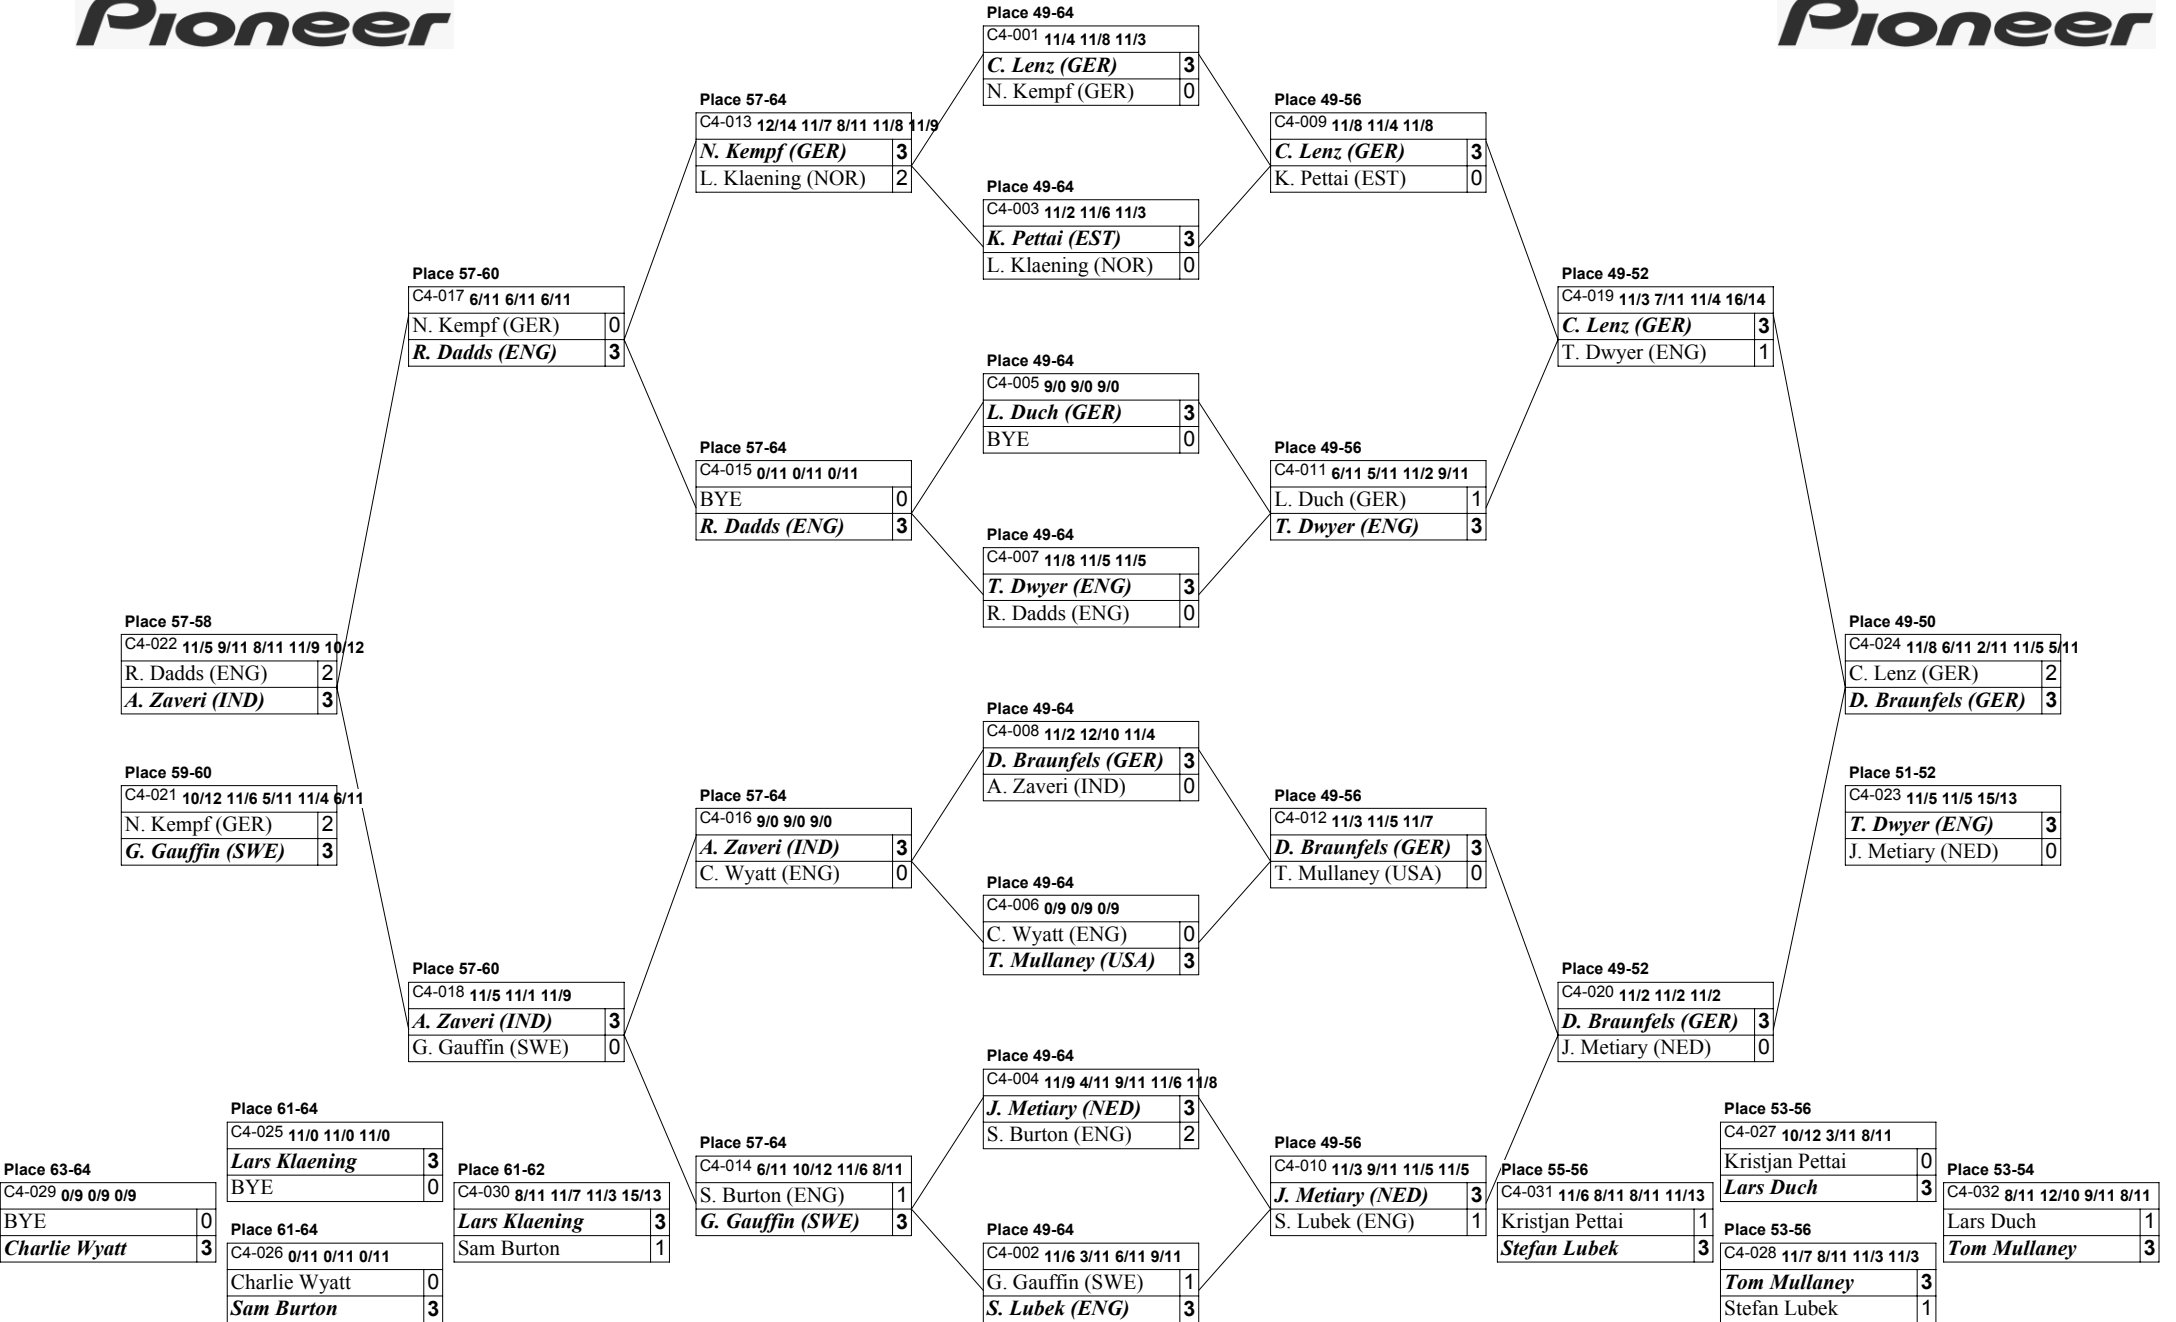 Pioneer
Pioneer
Place 49-64
C4-001 11/4 11/8 11/3
C. Lenz (GER) 3
N. Kempf (GER) 0
Place 57-64
C4-013 12/14 11/7 8/11 11/8 11/9
N. Kempf (GER) 3
L. Klaening (NOR) 2
Place 49-56
C4-009 11/8 11/4 11/8
C. Lenz (GER) 3
K. Pettai (EST) 0
Place 49-64
C4-003 11/2 11/6 11/3
K. Pettai (EST) 3
L. Klaening (NOR) 0
Place 57-60
C4-017 6/11 6/11 6/11
N. Kempf (GER) 0
R. Dadds (ENG) 3
Place 49-52
C4-019 11/3 7/11 11/4 16/14
C. Lenz (GER) 3
T. Dwyer (ENG) 1
Place 49-64
C4-005 9/0 9/0 9/0
L. Duch (GER) 3
BYE 0
Place 57-64
C4-015 0/11 0/11 0/11
BYE 0
R. Dadds (ENG) 3
Place 49-56
C4-011 6/11 5/11 11/2 9/11
L. Duch (GER) 1
T. Dwyer (ENG) 3
Place 49-64
C4-007 11/8 11/5 11/5
T. Dwyer (ENG) 3
R. Dadds (ENG) 0
Place 57-58
C4-022 11/5 9/11 8/11 11/9 10/12
R. Dadds (ENG) 2
A. Zaveri (IND) 3
Place 49-50
C4-024 11/8 6/11 2/11 11/5 5/11
C. Lenz (GER) 2
D. Braunfels (GER) 3
Place 49-64
C4-008 11/2 12/10 11/4
D. Braunfels (GER) 3
A. Zaveri (IND) 0
Place 59-60
C4-021 10/12 11/6 5/11 11/4 6/11
N. Kempf (GER) 2
G. Gauffin (SWE) 3
Place 51-52
C4-023 11/5 11/5 15/13
T. Dwyer (ENG) 3
J. Metiary (NED) 0
Place 57-64
C4-016 9/0 9/0 9/0
A. Zaveri (IND) 3
C. Wyatt (ENG) 0
Place 49-56
C4-012 11/3 11/5 11/7
D. Braunfels (GER) 3
T. Mullaney (USA) 0
Place 49-64
C4-006 0/9 0/9 0/9
C. Wyatt (ENG) 0
T. Mullaney (USA) 3
Place 57-60
C4-018 11/5 11/1 11/9
A. Zaveri (IND) 3
G. Gauffin (SWE) 0
Place 49-52
C4-020 11/2 11/2 11/2
D. Braunfels (GER) 3
J. Metiary (NED) 0
Place 49-64
C4-004 11/9 4/11 9/11 11/6 11/8
J. Metiary (NED) 3
S. Burton (ENG) 2
Place 61-64
C4-025 11/0 11/0 11/0
Lars Klaening 3
BYE 0
Place 53-56
C4-027 10/12 3/11 8/11
Kristjan Pettai 0
Lars Duch 3
Place 57-64
C4-014 6/11 10/12 11/6 8/11
S. Burton (ENG) 1
G. Gauffin (SWE) 3
Place 49-56
C4-010 11/3 9/11 11/5 11/5
J. Metiary (NED) 3
S. Lubek (ENG) 1
Place 63-64
C4-029 0/9 0/9 0/9
BYE 0
Charlie Wyatt 3
Place 61-62
C4-030 8/11 11/7 11/3 15/13
Lars Klaening 3
Sam Burton 1
Place 55-56
C4-031 11/6 8/11 8/11 11/13
Kristjan Pettai 1
Stefan Lubek 3
Place 53-54
C4-032 8/11 12/10 9/11 8/11
Lars Duch 1
Tom Mullaney 3
Place 61-64
C4-026 0/11 0/11 0/11
Charlie Wyatt 0
Sam Burton 3
Place 49-64
C4-002 11/6 3/11 6/11 9/11
G. Gauffin (SWE) 1
S. Lubek (ENG) 3
Place 53-56
C4-028 11/7 8/11 11/3 11/3
Tom Mullaney 3
Stefan Lubek 1